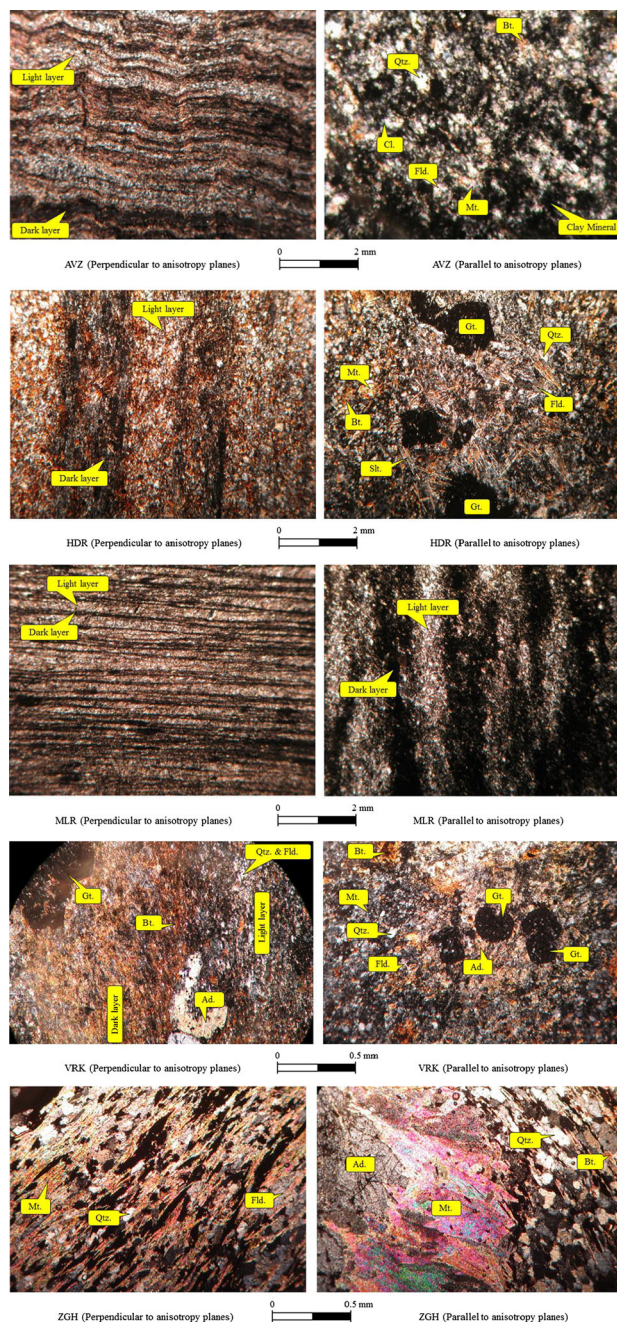 Light layer
Dark layer
Bt.
Qtz.
Cl.
Fld.
Mt.
Clay Mineral
0 2 mm
AVZ (Perpendicular to anisotropy planes)
AVZ (Parallel to anisotropy planes)
Light layer
Dark layer
Gt.
Qtz.
Mt.
Fld.
Bt.
Slt.
Gt.
0 2 mm
HDR (Perpendicular to anisotropy planes)
HDR (Parallel to anisotropy planes)
Light layer
Dark layer
Light layer
Dark layer
0 2 mm
MLR (Perpendicular to anisotropy planes)
MLR (Parallel to anisotropy planes)
Qtz. & Fld.
Gt.
Bt.
Light layer
Ad.
Dark layer
Bt.
Mt.
Gt.
Qtz.
Fld.
Ad.
Gt.
0 0.5 mm
VRK (Perpendicular to anisotropy planes)
VRK (Parallel to anisotropy planes)
Mt.
Qtz.
Fld.
Qtz.
Ad.
Bt.
Mt.
0 0.5 mm
ZGH (Perpendicular to anisotropy planes)
ZGH (Parallel to anisotropy planes)